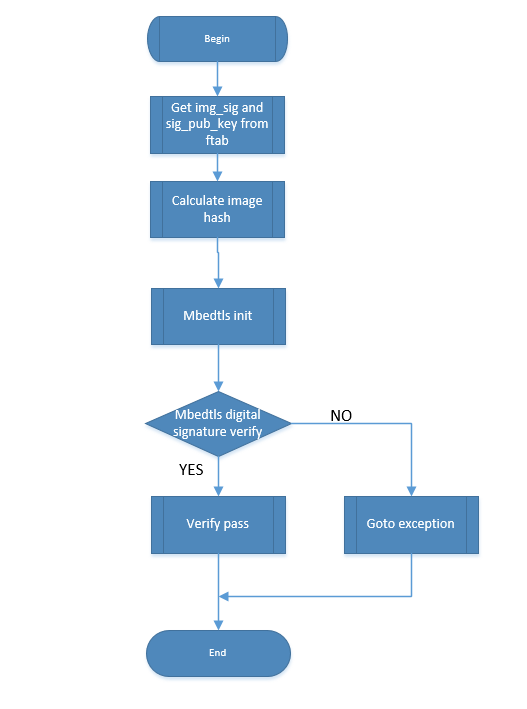 Begin
Get img_sig and
sig_pub_key from
ftab
Calculate image
hash
Mbedtls init
Mbedtls digital
signature verify
NO
YES
Verify pass
Goto exception
End